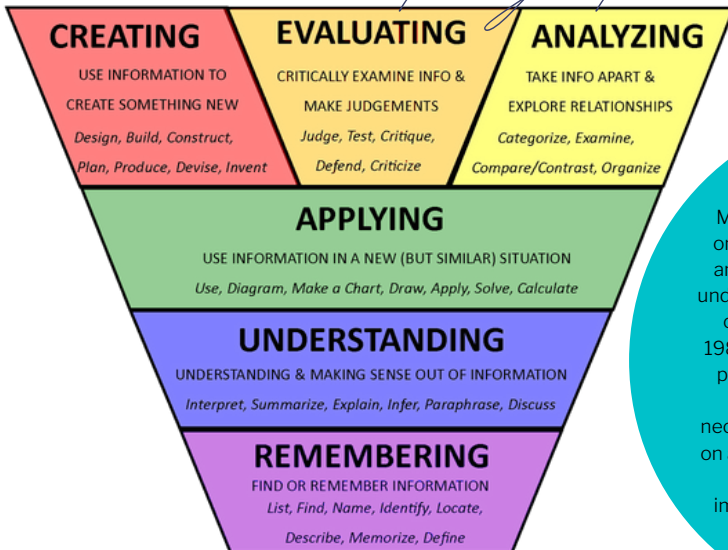 CREATING
USE INFORMATION TO
CREATE SOMETHING NEW
Design, Build, Construct,
Plan, Produce, Devise, Invent
EVALUATING
CRITICALLY EXAMINE INFO &
MAKE JUDGEMENTS
Judge, Test, Critique,
Defend, Criticize
ANALYZING
TAKE INFO APART &
EXPLORE RELATIONSHIPS
Categorize, Examine,
Compare/Contrast, Organize
APPLYING
USE INFORMATION IN A NEW (BUT SIMILAR) SITUATION
Use, Diagram, Make a Chart, Draw, Apply, Solve, Calculate
UNDERSTANDING
UNDERSTANDING & MAKING SENSE OUT OF INFORMATION
Interpret, Summarize, Explain, Infer, Paraphrase, Discuss
REMEMBERING
FIND OR REMEMBER INFORMATION
List, Find, Name, Identify, Locate,
Describe, Memorize, Define